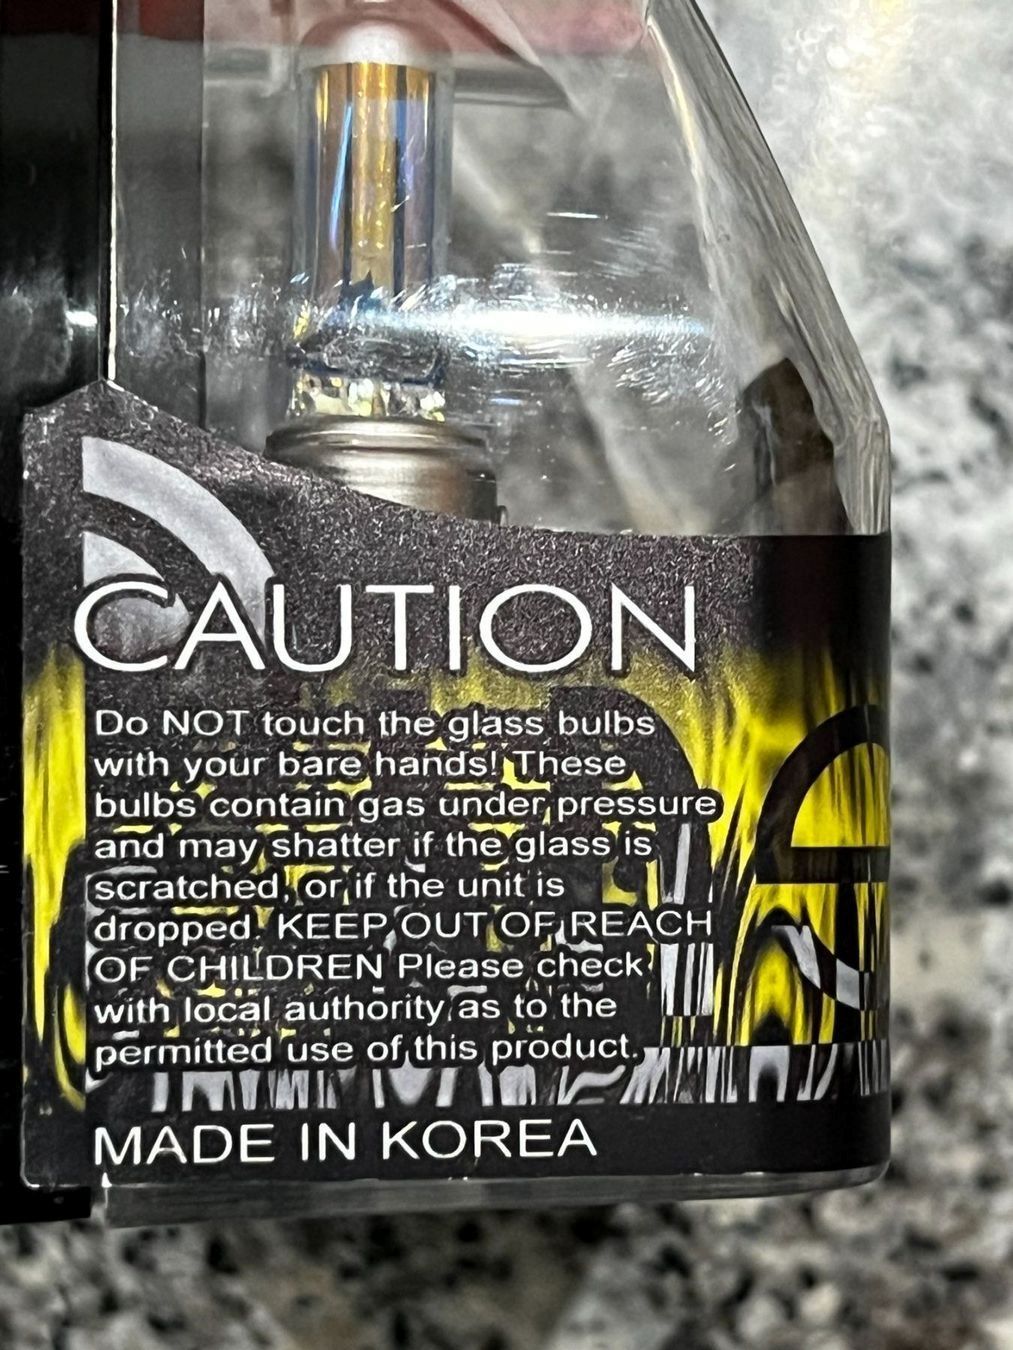 CAUTION
Do NOT touch the glass bulbs
with your bare hands! These
bulbs contain gas under pressure
and may shatter if the glass is
scratched, or if the unit is
dropped. KEEP OUT OF REACH
OF CHILDREN Please check
with local authority as to the
permitted use of this product.
MADE IN KOREA